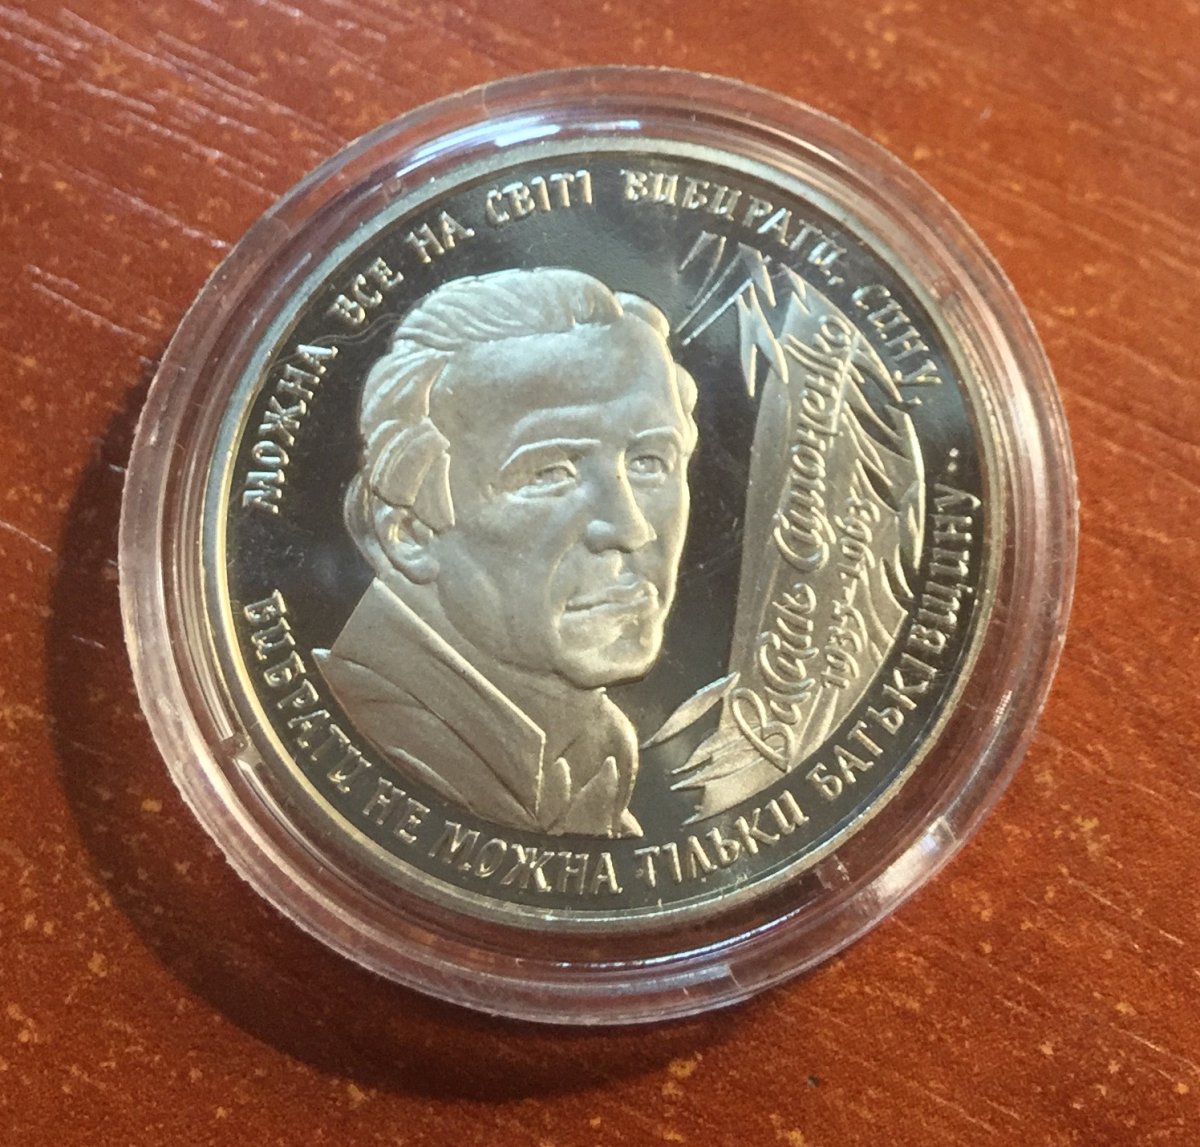 МОЖНА ВСЕ НА СВІТІ ВИБИРАТИ, СИНУ,
ВИБРАТИ НЕ МОЖНА ТІЛЬКИ БАТЬКІВЩИНУ..
Василь Симоненко
1935-1963